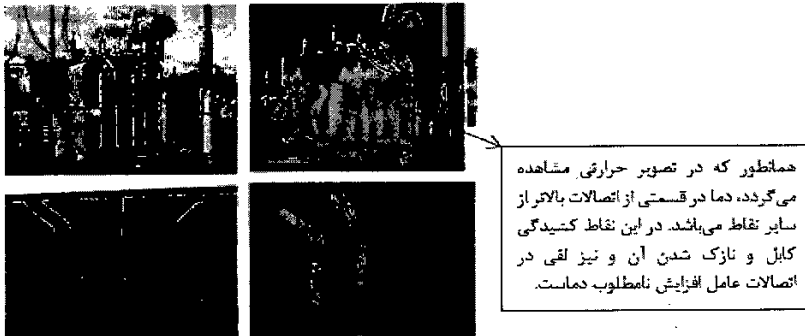 همانطور که در تصویر حرارتی مشاهده
می‌گردد، دما در قسمتی از اتصالات بالاتر از
سایر نقاط می‌باشد. در این نقاط کشیدگی
کابل و نازک شدن آن و نیز لقی در
اتصالات عامل افزایش نامطلوب دماست.